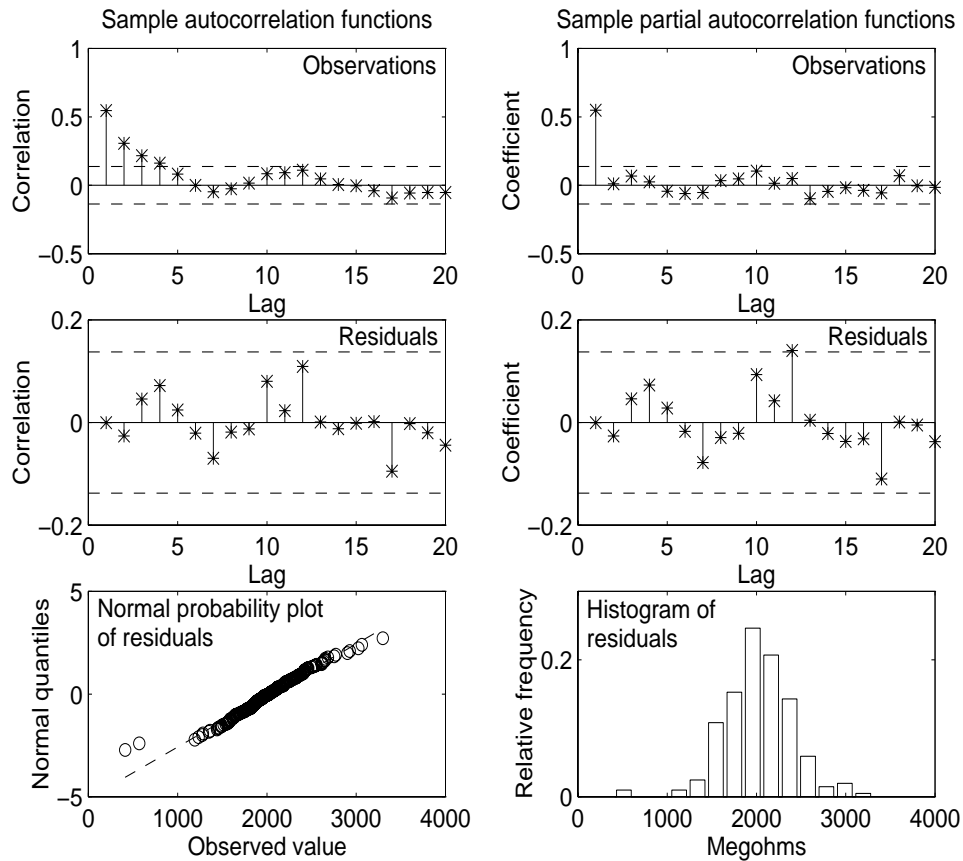 Sample autocorrelation functions
Sample partial autocorrelation functions
1
0.5
0
−0.5
Correlation
Observations
0 5 10 15 20
Lag
1
0.5
0
−0.5
Coefficient
Observations
0 5 10 15 20
Lag
0.2
0
−0.2
Correlation
Residuals
0 5 10 15 20
Lag
0.2
0
−0.2
Coefficient
Residuals
0 5 10 15 20
Lag
5
0
−5
Normal quantiles
Normal probability plot
of residuals
0 1000 2000 3000 4000
Observed value
0.2
0
Relative frequency
Histogram of
residuals
0 1000 2000 3000 4000
Megohms